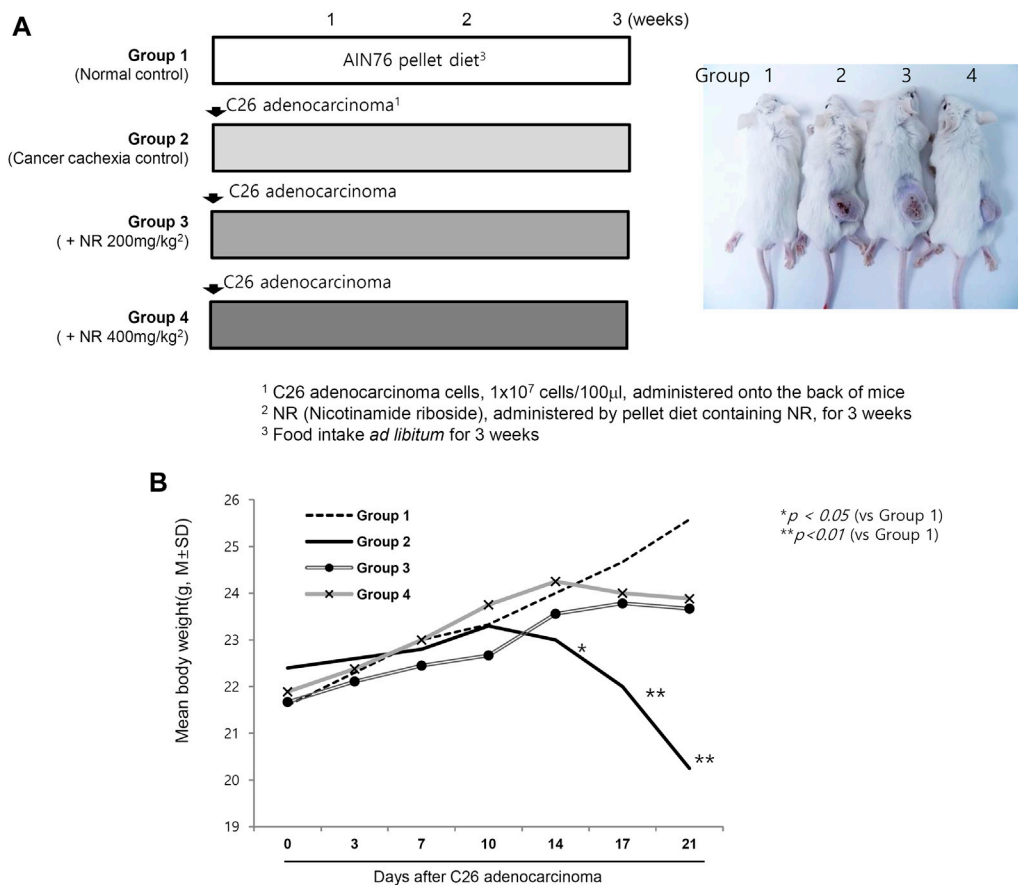 A
1 2 3 (weeks)
Group 1
(Normal control)
AIN76 pellet diet³
C26 adenocarcinoma¹
Group 2
(Cancer cachexia control)
C26 adenocarcinoma
Group 3
( + NR 200mg/kg²)
C26 adenocarcinoma
Group 4
( + NR 400mg/kg²)
Group 1 2 3 4
¹ C26 adenocarcinoma cells, 1x10⁷ cells/100μl, administered onto the back of mice
² NR (Nicotinamide riboside), administered by pellet diet containing NR, for 3 weeks
³ Food intake ad libitum for 3 weeks
B
Mean body weight(g, M±SD)
26
25
24
23
22
21
20
19
Group 1
Group 2
Group 3
Group 4
*
**
**
*p < 0.05 (vs Group 1)
**p<0.01 (vs Group 1)
0 3 7 10 14 17 21
Days after C26 adenocarcinoma